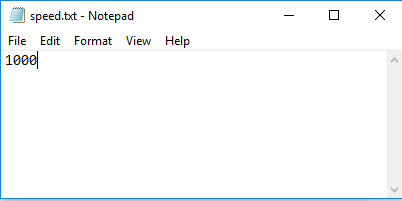 speed.txt - Notepad
File Edit Format View Help
1000